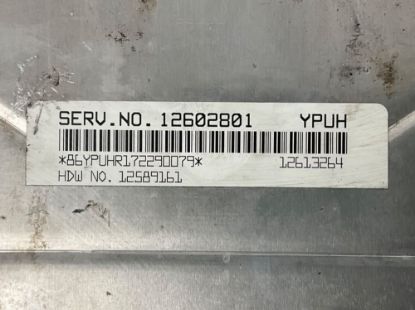 SERV.NO. 12602801 YPUH
*86YPUHR172290079* 12613264
HDW NO. 12589161